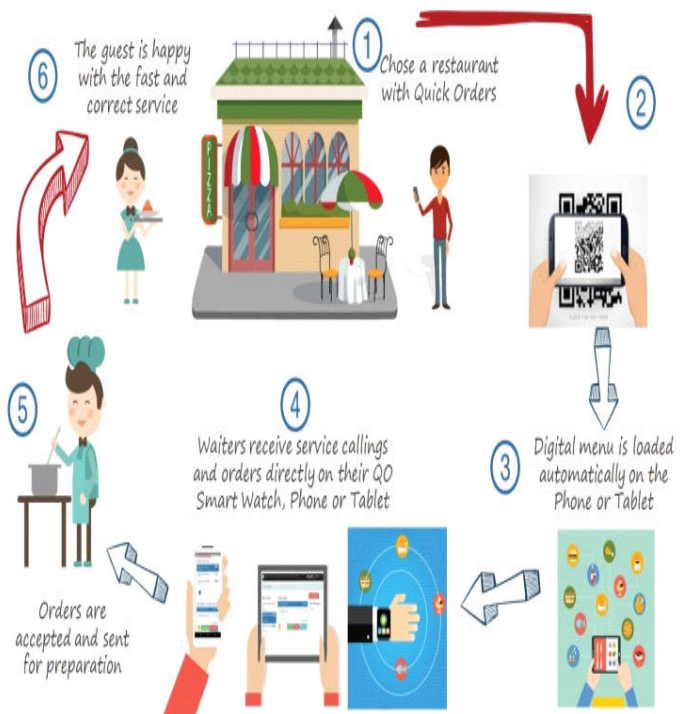 1
Chose a restaurant
with Quick Orders
PIZZA
2
3
Digital menu is loaded
automatically on the
Phone or Tablet
4
Waiters receive service callings
and orders directly on their QO
Smart Watch, Phone or Tablet
5
Orders are
accepted and sent
for preparation
6
The guest is happy
with the fast and
correct service